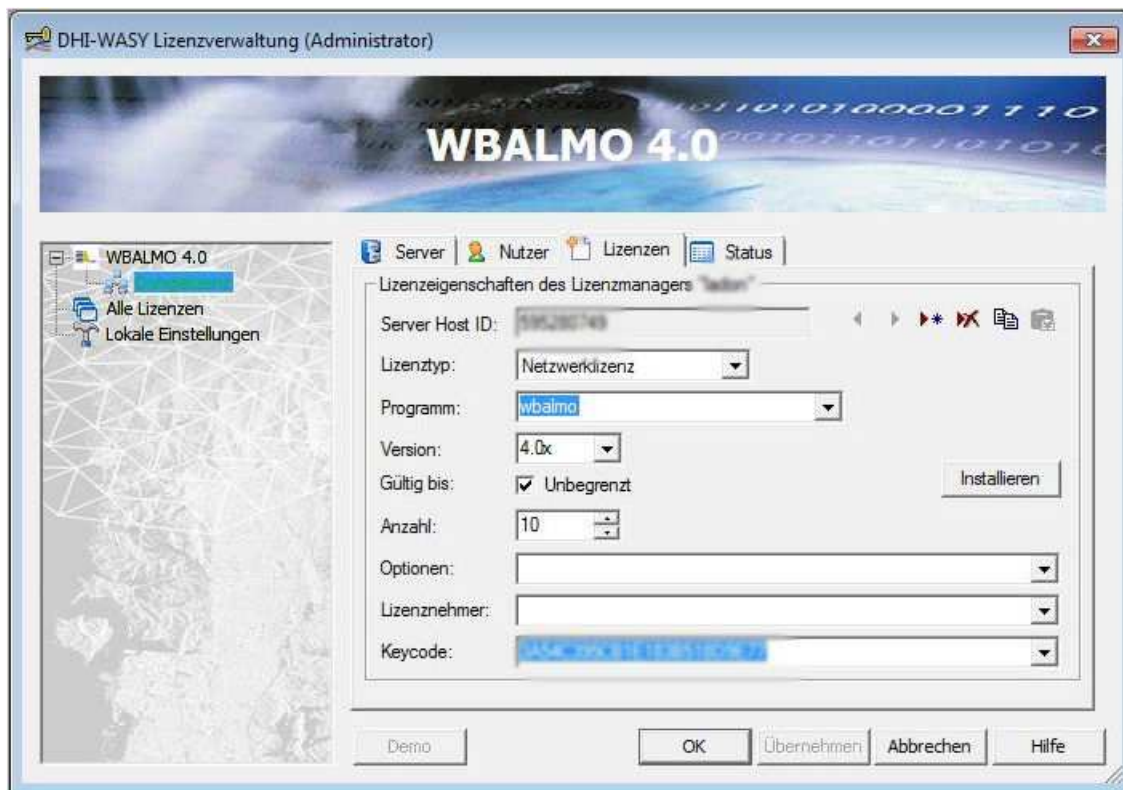 DHI-WASY Lizenzverwaltung (Administrator)
1101010100001110
WBALMO 4.0
WBALMO 4.0
Alle Lizenzen
Lokale Einstellungen
Server Nutzer Lizenzen Status
Lizenzeigenschaften des Lizenzmanagers
Server Host ID:
Lizenztyp: Netzwerklizenz
Programm: wbalmo
Version: 4.0x
Gültig bis: Unbegrenzt
Installieren
Anzahl: 10
Optionen:
Lizenznehmer:
Keycode:
Demo OK Übernehmen Abbrechen Hilfe